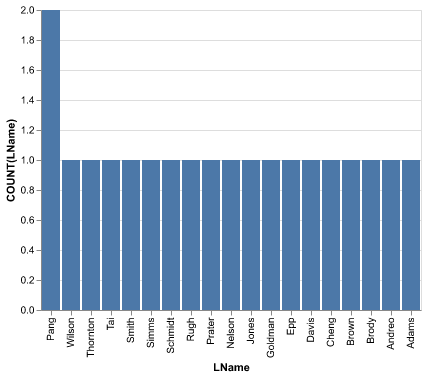 2.0
1.8
1.6
1.4
1.2
1.0
0.8
0.6
0.4
0.2
0.0
COUNT(LName)
Pang
Wilson
Thornton
Tai
Smith
Simms
Schmidt
Rugh
Prater
Nelson
Jones
Goldman
Epp
Davis
Cheng
Brown
Brody
Andreo
Adams
LName